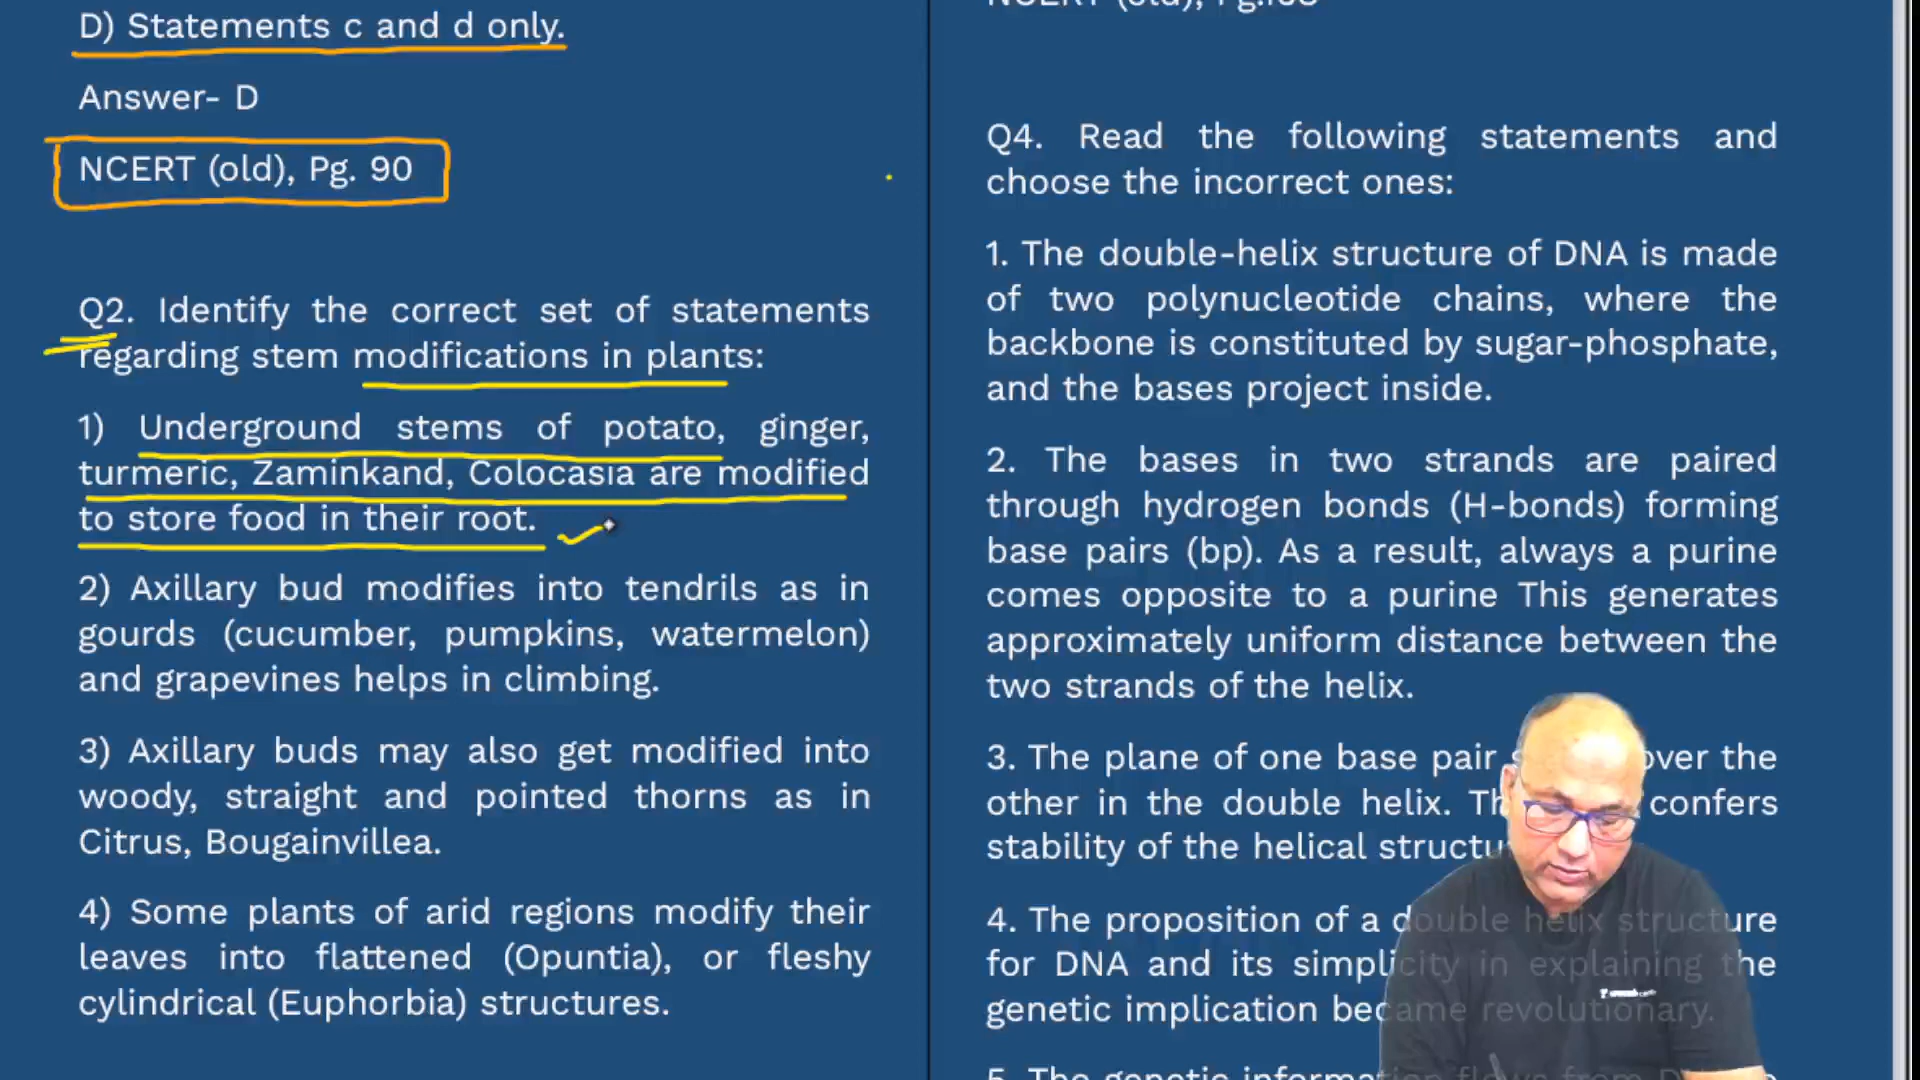 D) Statements c and d only.
Answer- D
NCERT (old), Pg. 90
Q2. Identify the correct set of statements
regarding stem modifications in plants:
1) Underground stems of potato, ginger,
turmeric, Zaminkand, Colocasia are modified
to store food in their root.
2) Axillary bud modifies into tendrils as in
gourds (cucumber, pumpkins, watermelon)
and grapevines helps in climbing.
3) Axillary buds may also get modified into
woody, straight and pointed thorns as in
Citrus, Bougainvillea.
4) Some plants of arid regions modify their
leaves into flattened (Opuntia), or fleshy
cylindrical (Euphorbia) structures.
NCERT (old), Pg.
Q4. Read the following statements and
choose the incorrect ones:
1. The double-helix structure of DNA is made
of two polynucleotide chains, where the
backbone is constituted by sugar-phosphate,
and the bases project inside.
2. The bases in two strands are paired
through hydrogen bonds (H-bonds) forming
base pairs (bp). As a result, always a purine
comes opposite to a purine This generates
approximately uniform distance between the
two strands of the helix.
3. The plane of one base pair over the
other in the double helix. confers
stability of the helical
4. The proposition of a double helix structure
for DNA and its simplicity in explaining the
genetic implication became revolutionary.
5. The genetic information flows from